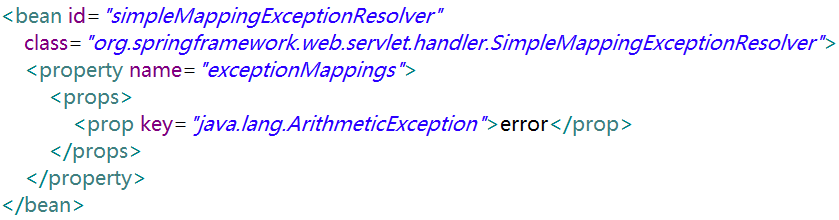 <bean id="simpleMappingExceptionResolver"
class="org.springframework.web.servlet.handler.SimpleMappingExceptionResolver">
<property name="exceptionMappings">
<props>
<prop key="java.lang.ArithmeticException">error</prop>
</props>
</property>
</bean>